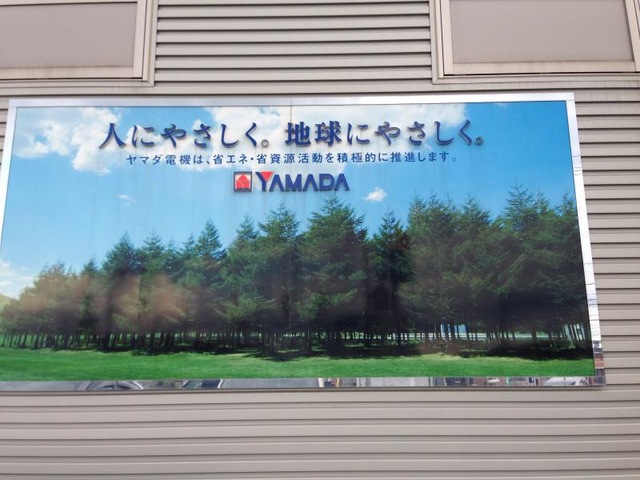 人にやさしく。地球にやさしく。
ヤマダ電機は、省エネ・省資源活動を積極的に推進します。
YAMADA